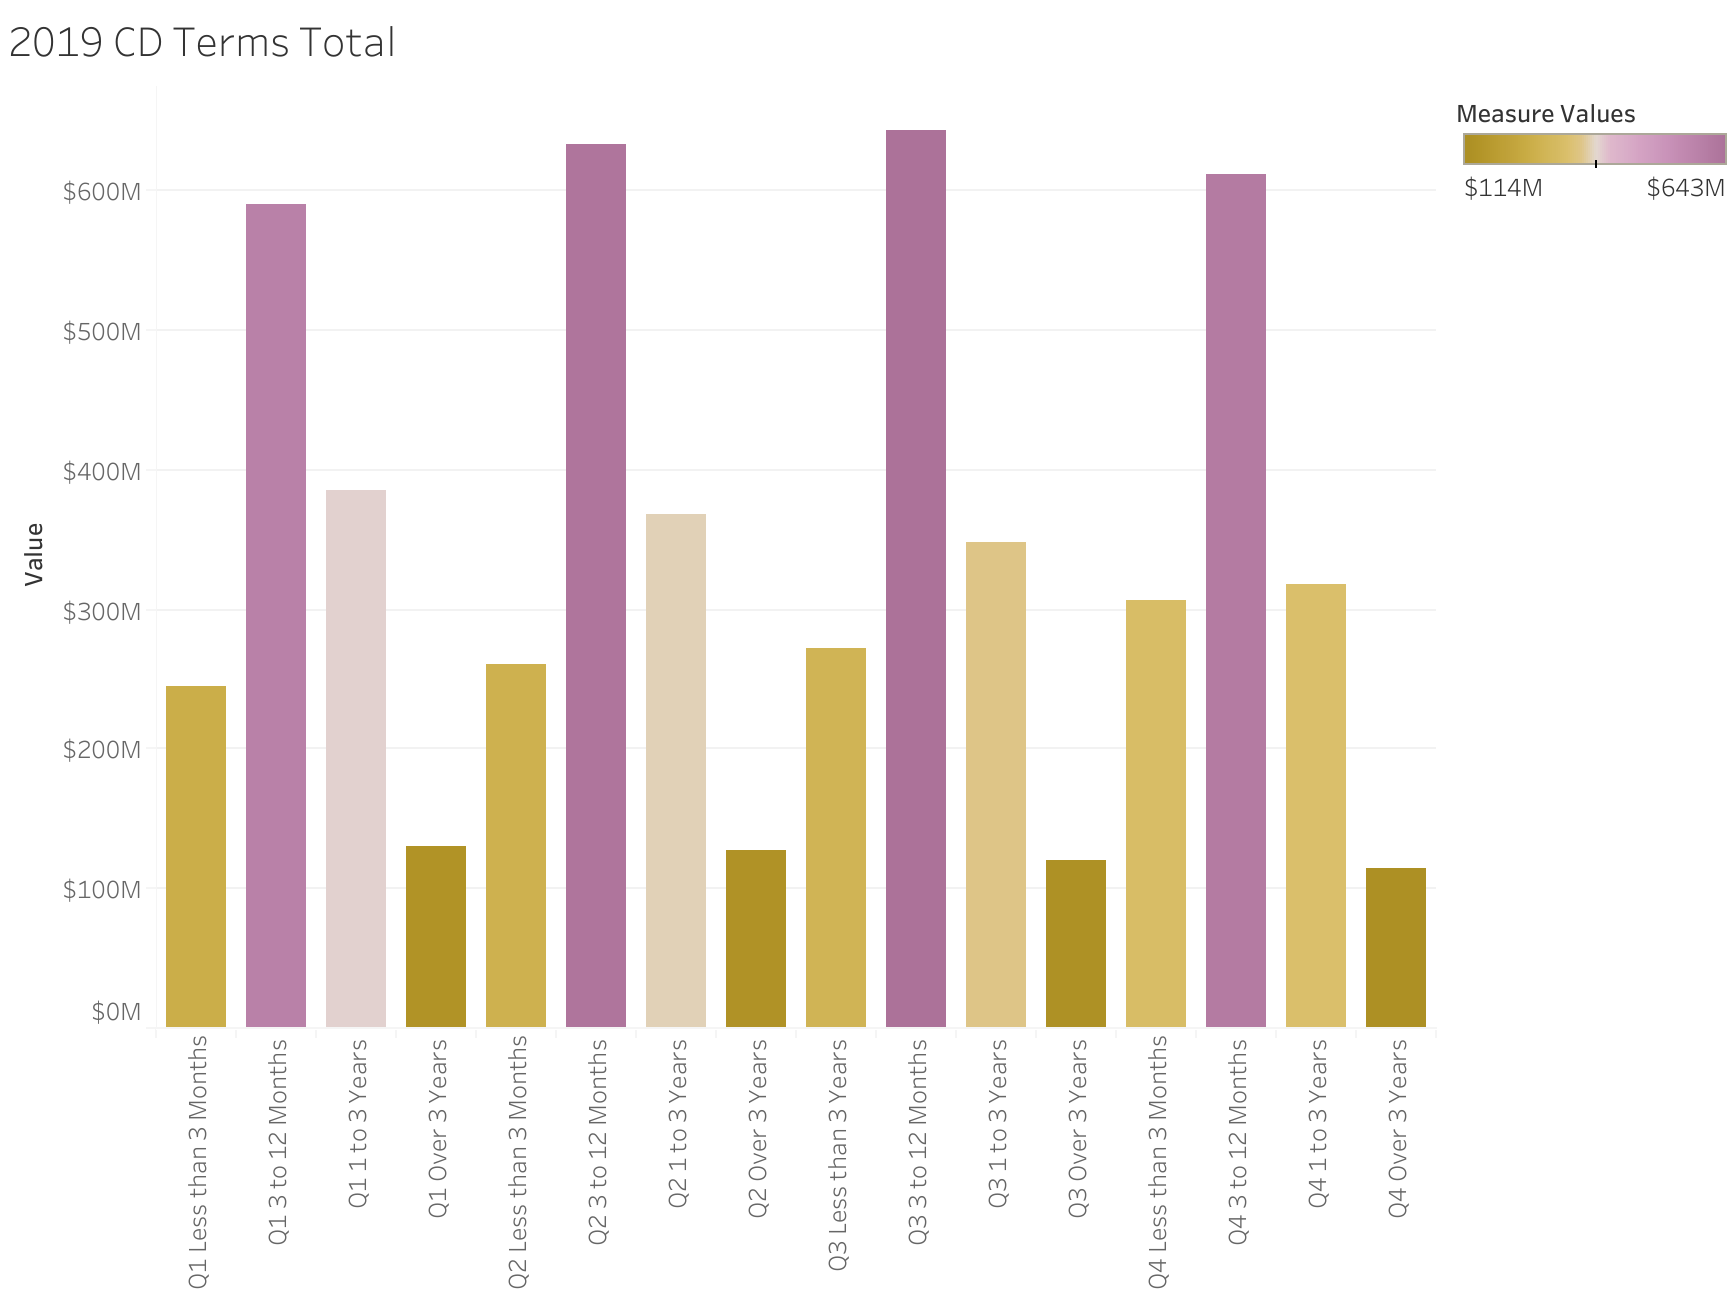 2019 CD Terms Total
Measure Values
$114M
$643M
Value
$600M
$500M
$400M
$300M
$200M
$100M
$0M
Q1 Less than 3 Months
Q1 3 to 12 Months
Q1 1 to 3 Years
Q1 Over 3 Years
Q2 Less than 3 Months
Q2 3 to 12 Months
Q2 1 to 3 Years
Q2 Over 3 Years
Q3 Less than 3 Years
Q3 3 to 12 Months
Q3 1 to 3 Years
Q3 Over 3 Years
Q4 Less than 3 Months
Q4 3 to 12 Months
Q4 1 to 3 Years
Q4 Over 3 Years